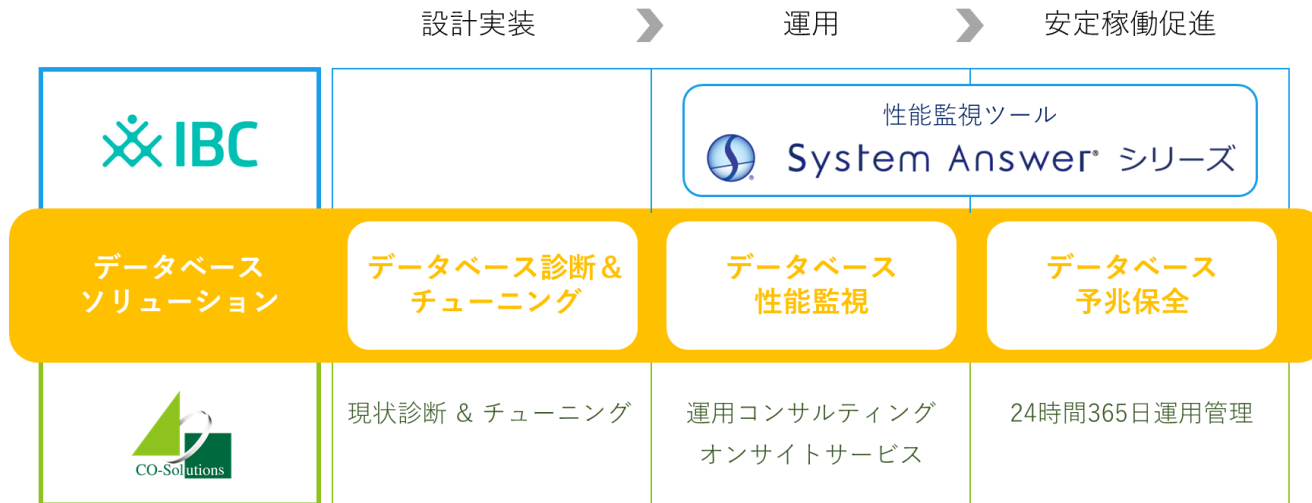 設計実装
運用
安定稼働促進
IBC
性能監視ツール
System Answer® シリーズ
データベース
ソリューション
データベース診断＆
チューニング
データベース
性能監視
データベース
予兆保全
CO-Solutions
現状診断 & チューニング
運用コンサルティング
オンサイトサービス
24時間365日運用管理